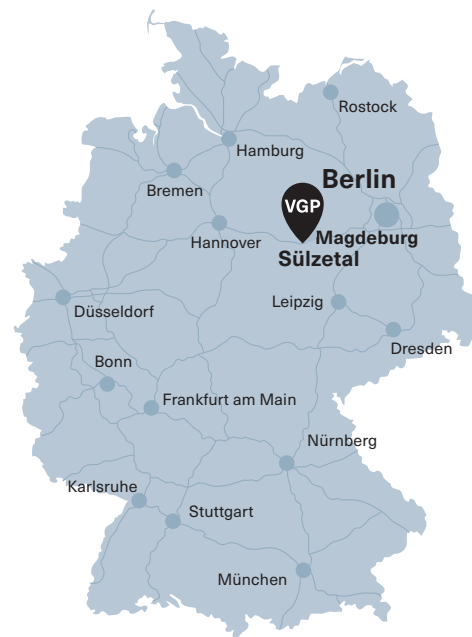 Rostock
Hamburg
Berlin
Bremen
VGP
Hannover
Magdeburg
Sülzetal
Leipzig
Düsseldorf
Dresden
Bonn
Frankfurt am Main
Nürnberg
Karlsruhe
Stuttgart
München